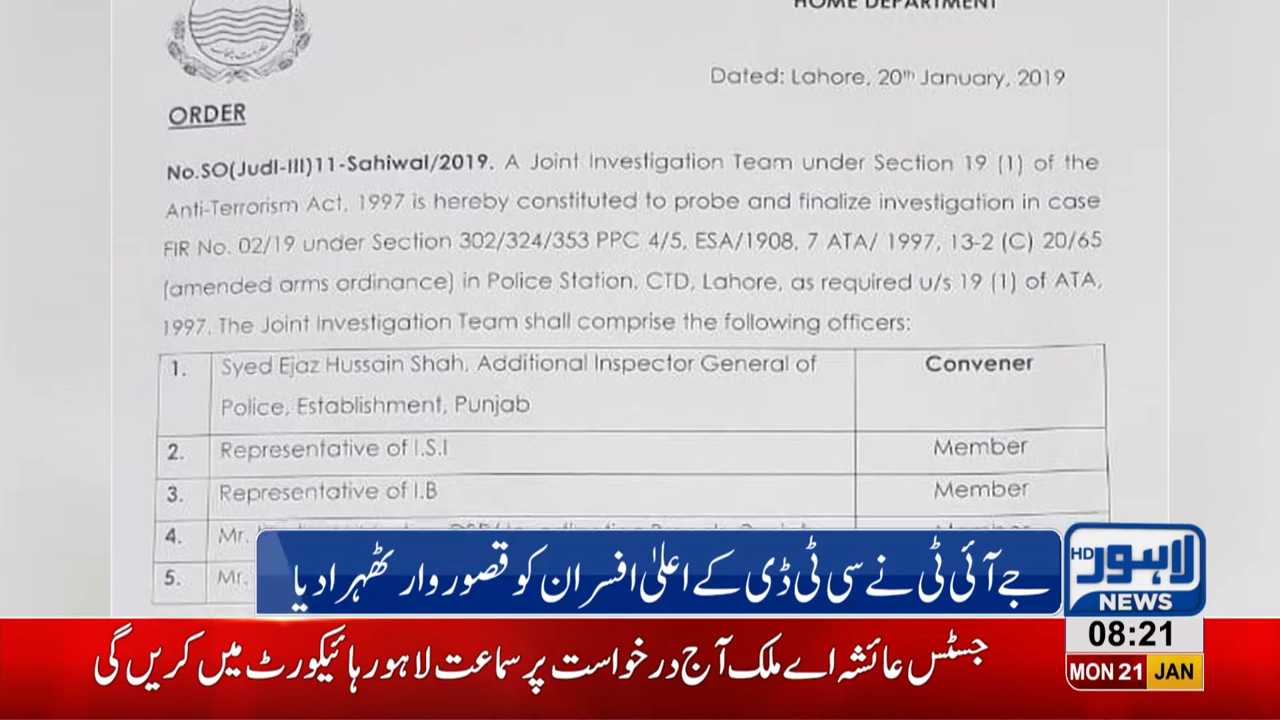 HOME DEPARTMENT
Dated: Lahore, 20th January, 2019
ORDER
No.SO(Judl-III)11-Sahiwal/2019. A Joint Investigation Team under Section 19 (1) of the
Anti-Terrorism Act, 1997 is hereby constituted to probe and finalize investigation in case
FIR No. 02/19 under Section 302/324/353 PPC 4/5, ESA/1908, 7 ATA/ 1997, 13-2 (C) 20/65
(amended arms ordinance) in Police Station, CTD, Lahore, as required u/s 19 (1) of ATA,
1997. The Joint Investigation Team shall comprise the following officers:
1. Syed Ejaz Hussain Shah, Additional Inspector General of Convener
Police, Establishment, Punjab
2. Representative of I.S.I Member
3. Representative of I.B Member
4. Mr.
5. Mr.
جے آئی ٹی نے سی ٹی ڈی کے اعلیٰ افسران کو قصوروار ٹھہرا دیا
HD لاہور
NEWS
08:21
MON 21 JAN
جسٹس عائشہ اے ملک آج درخواست پر سماعت لاہور ہائیکورٹ میں کریں گی